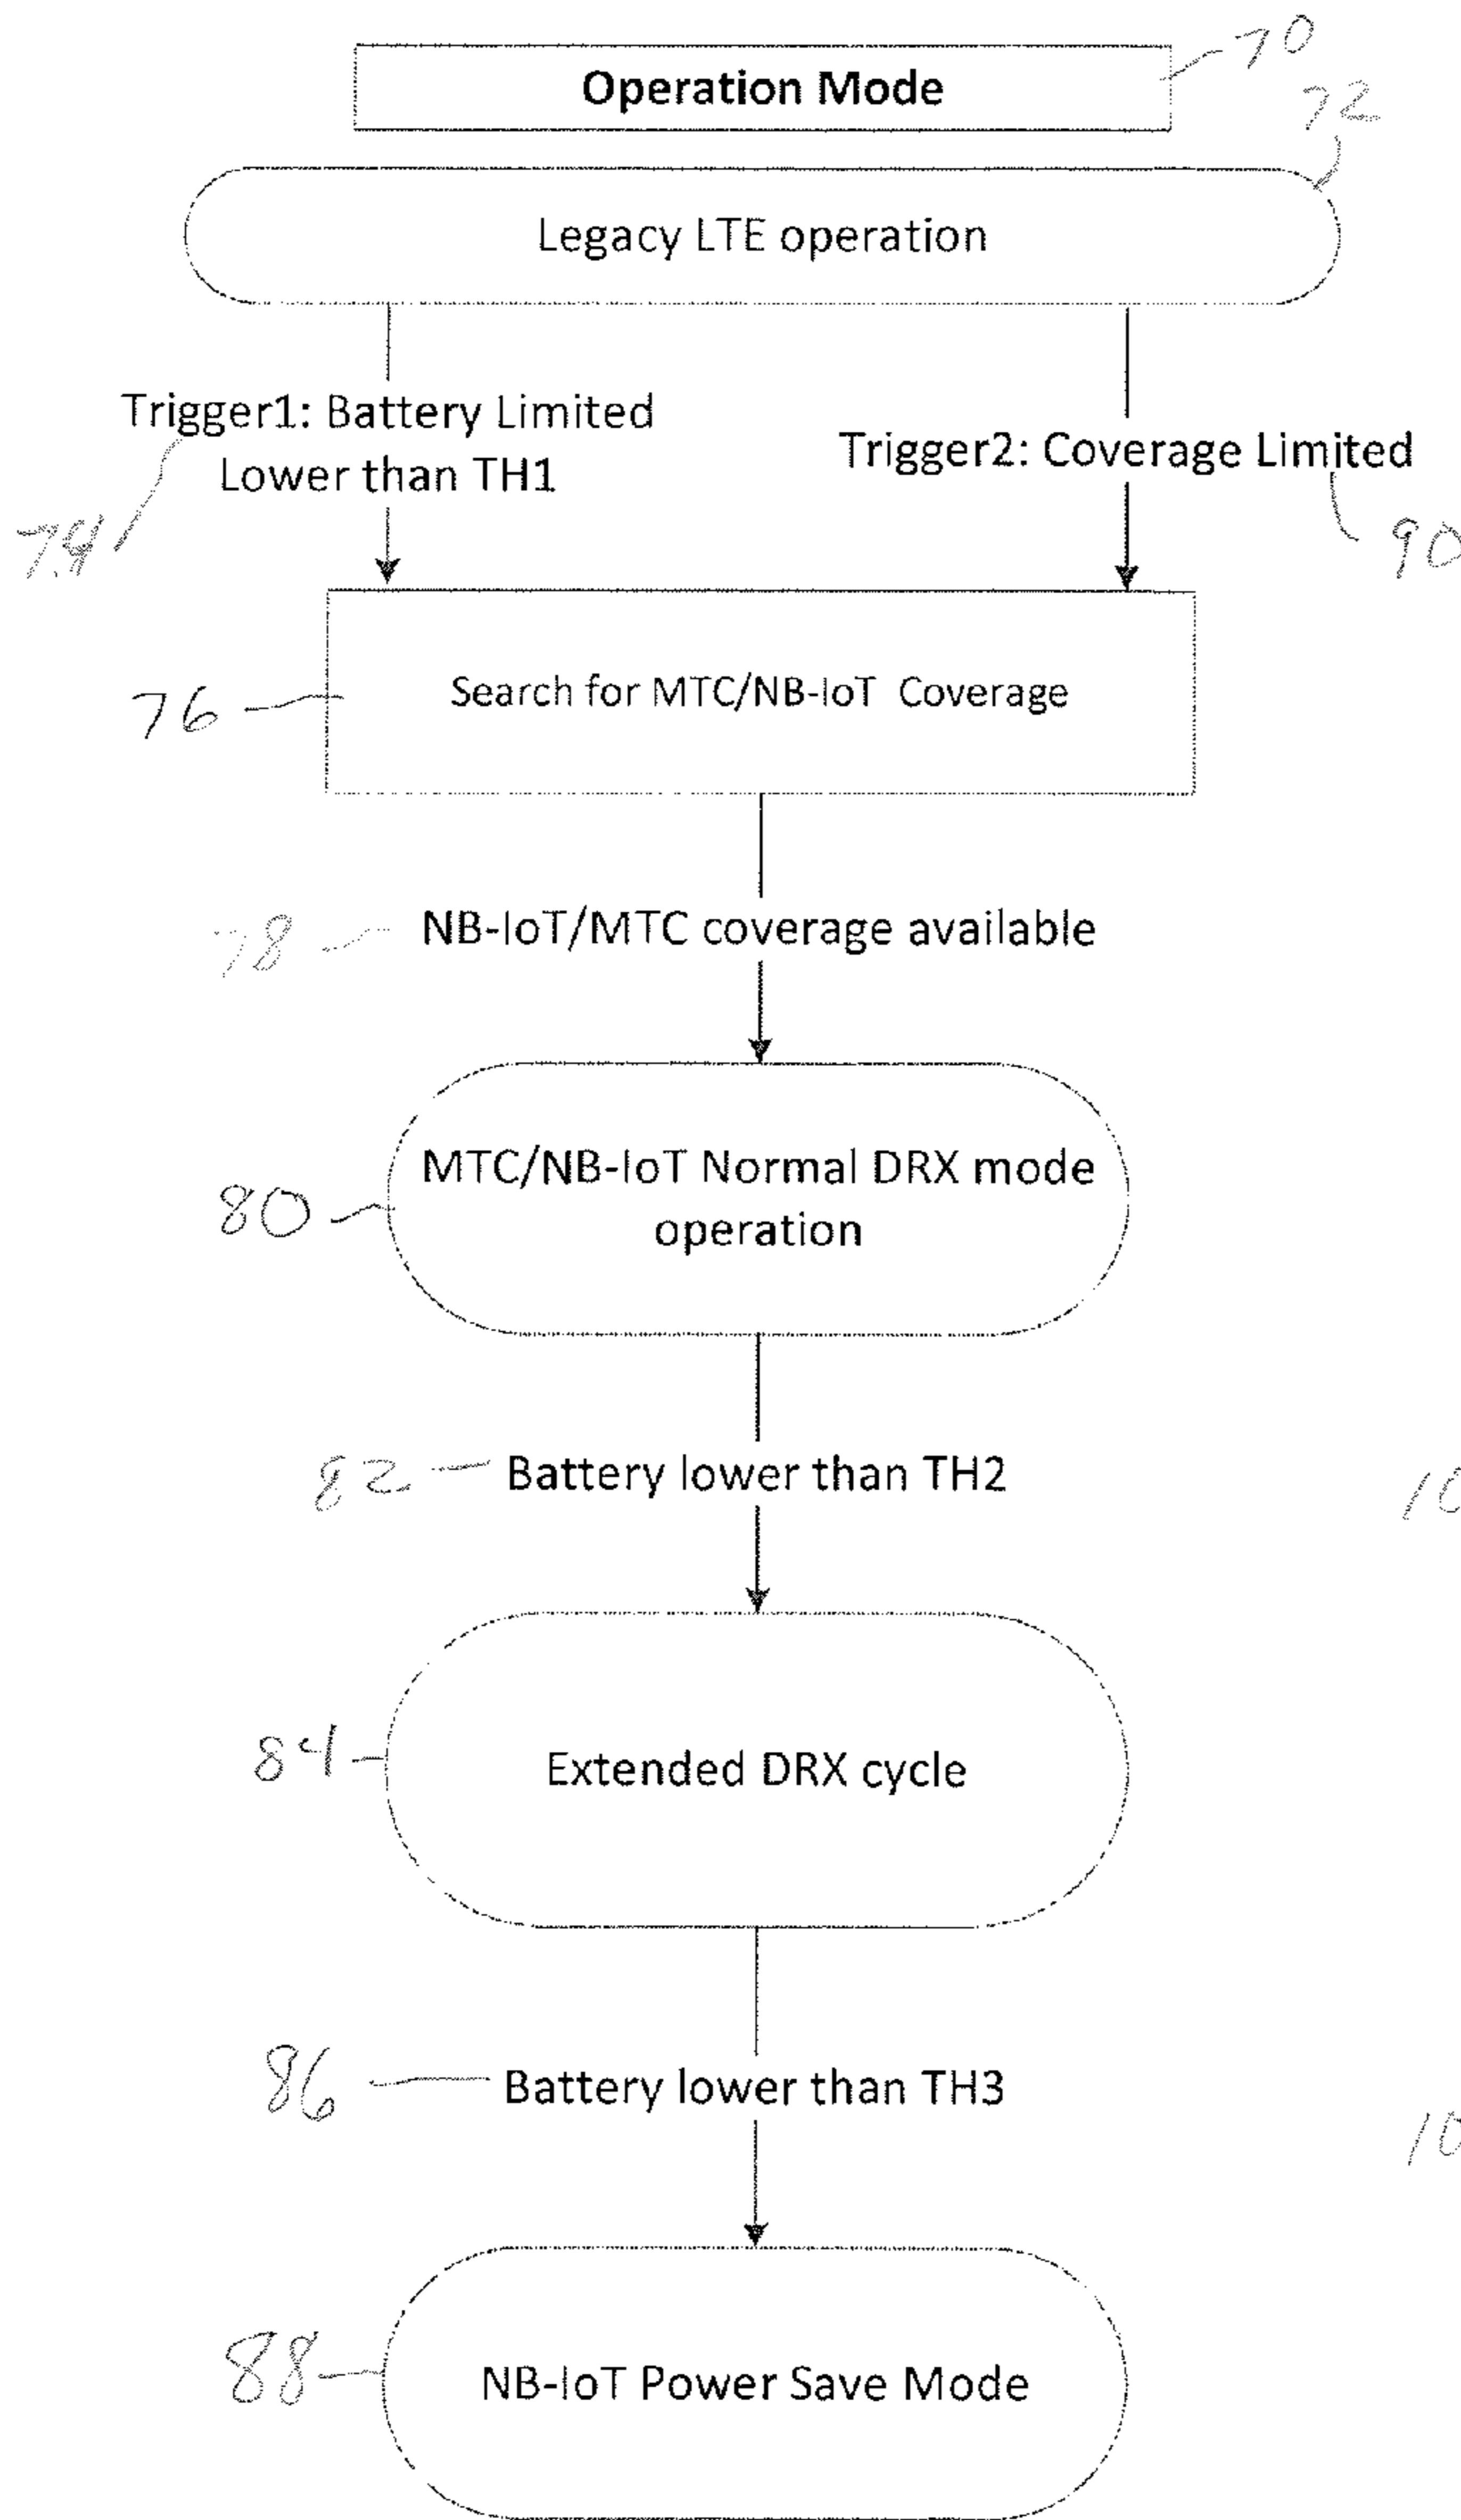 Operation Mode
70
72
Legacy LTE operation
Trigger1: Battery Limited
Lower than TH1
Trigger2: Coverage Limited
74
90
Search for MTC/NB-IoT Coverage
76
NB-IoT/MTC coverage available
78
MTC/NB-IoT Normal DRX mode
operation
80
Battery lower than TH2
82
Extended DRX cycle
84
Battery lower than TH3
86
NB-IoT Power Save Mode
88